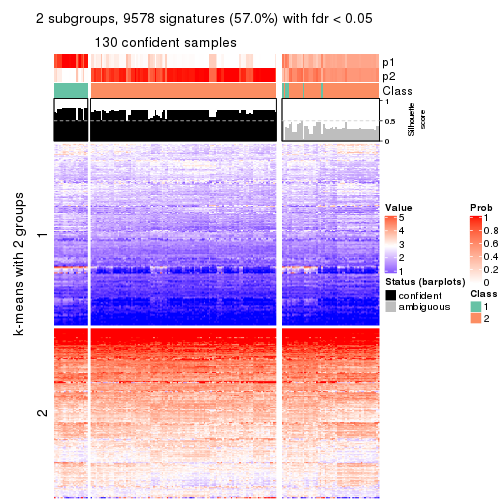 2 subgroups, 9578 signatures (57.0%) with fdr < 0.05
130 confident samples
p1
p2
Class
1
0.5
0
Silhouette
score
k-means with 2 groups
1
2
Value
5
4
3
2
1
Status (barplots)
confident
ambiguous
Prob
1
0.8
0.6
0.4
0.2
0
Class
1
2